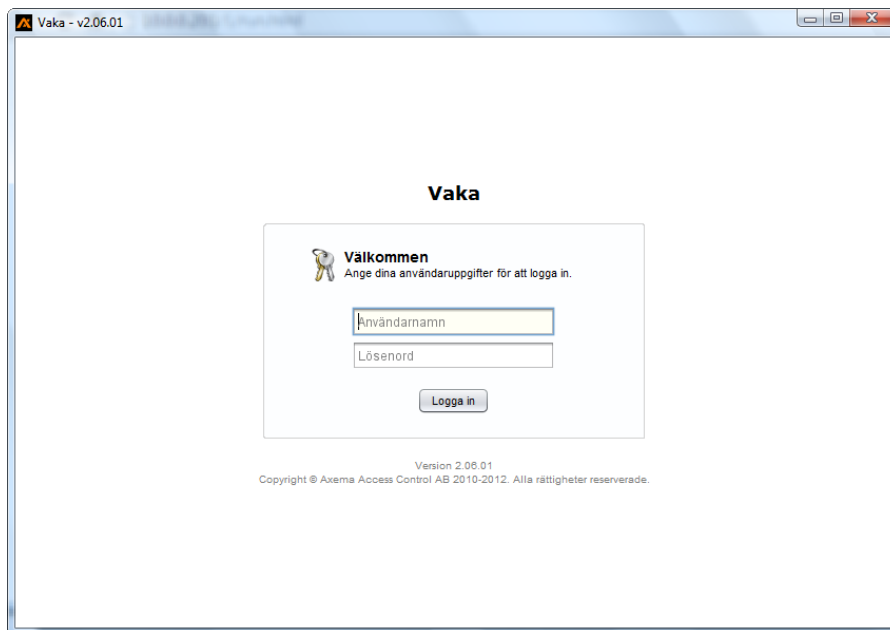 Vaka - v2.06.01
Vaka
Välkommen
Ange dina användaruppgifter för att logga in.
Användarnamn
Lösenord
Logga in
Version 2.06.01
Copyright © Axema Access Control AB 2010-2012. Alla rättigheter reserverade.